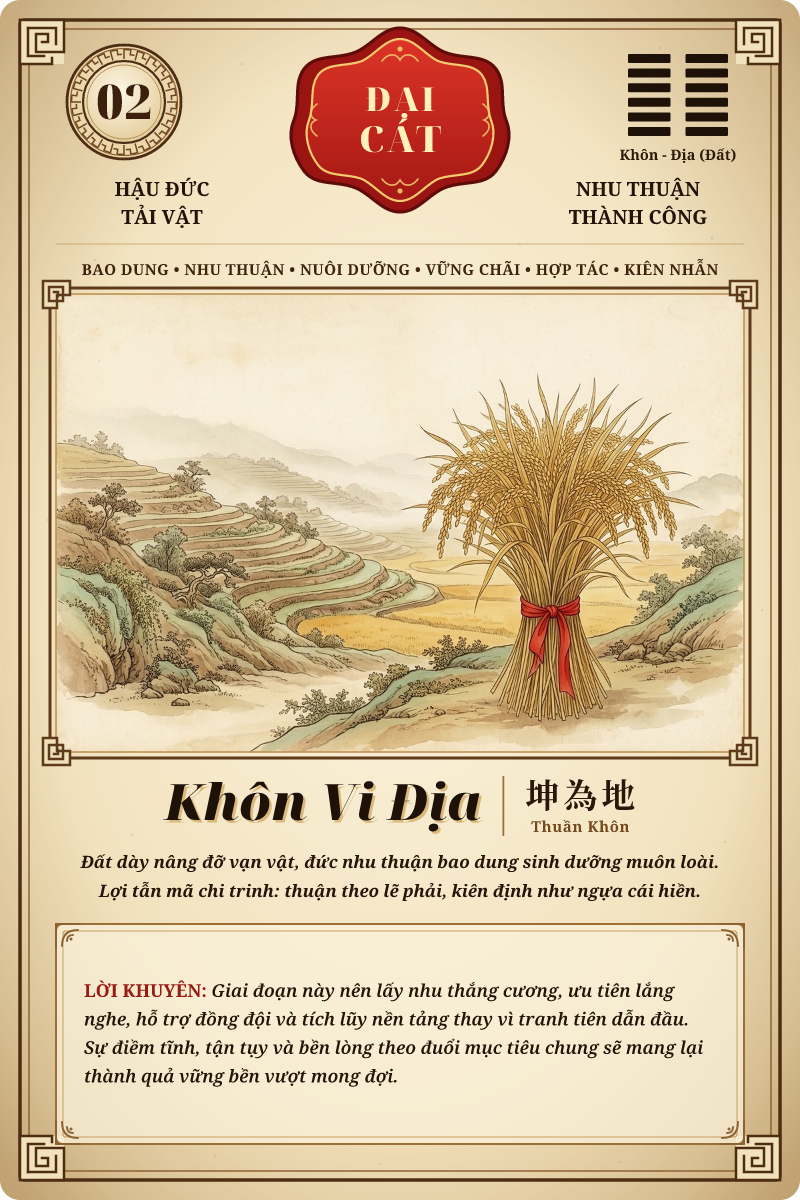 02
ĐẠI
CÁT
Khôn - Địa (Đất)
HẬU ĐỨC
TẢI VẬT
NHU THUẬN
THÀNH CÔNG
BAO DUNG • NHU THUẬN • NUÔI DƯỠNG • VỮNG CHÃI • HỢP TÁC • KIÊN NHẪN
Khôn Vi Địa
坤為地
Thuần Khôn
Đất dày nâng đỡ vạn vật, đức nhu thuận bao dung sinh dưỡng muôn loài.
Lợi tẫn mã chi trinh: thuận theo lẽ phải, kiên định như ngựa cái hiền.
LỜI KHUYÊN: Giai đoạn này nên lấy nhu thắng cương, ưu tiên lắng
nghe, hỗ trợ đồng đội và tích lũy nền tảng thay vì tranh tiên dẫn đầu.
Sự điềm tĩnh, tận tụy và bền lòng theo đuổi mục tiêu chung sẽ mang lại
thành quả vững bền vượt mong đợi.